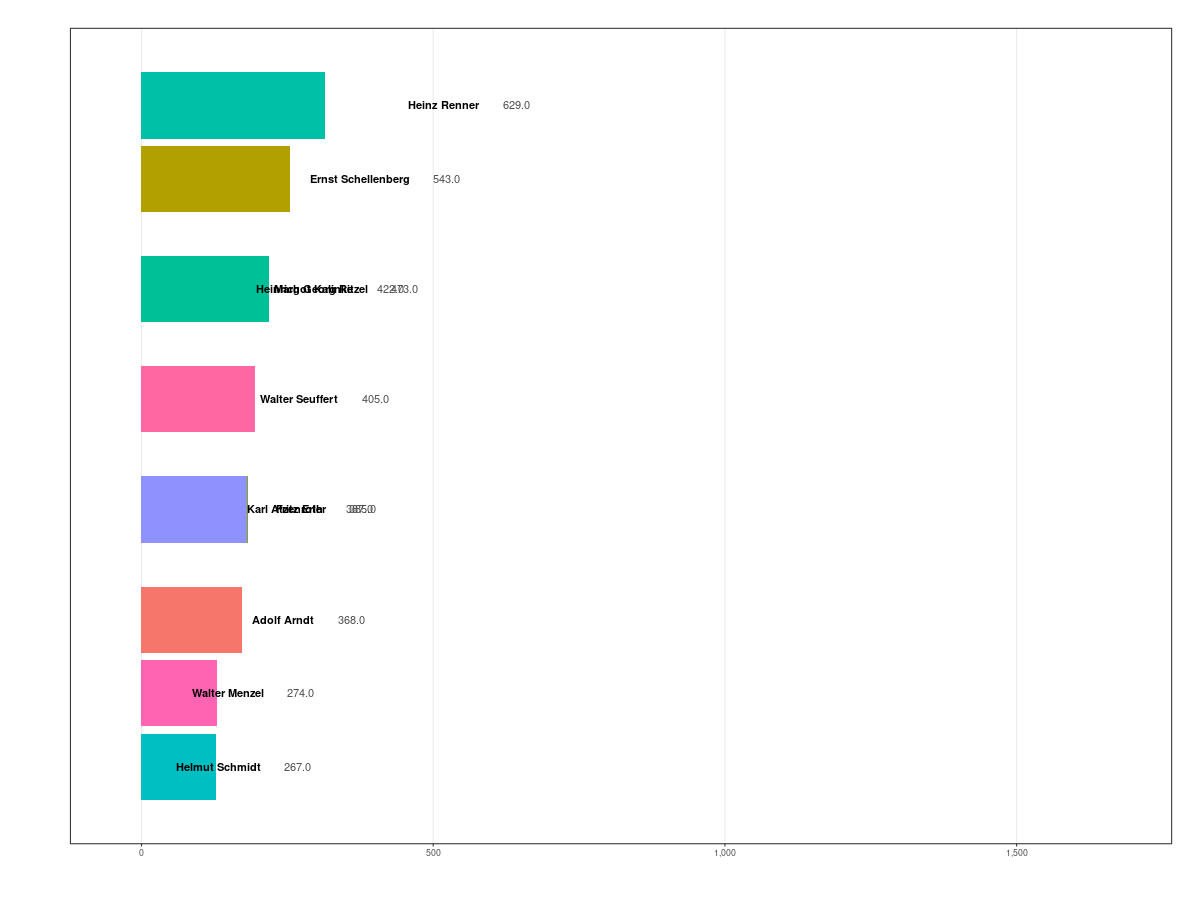 Heinz Renner 629.0
Ernst Schellenberg 543.0
Walter Seuffert 405.0
Adolf Arndt 368.0
Walter Menzel 274.0
Helmut Schmidt 267.0
0 500 1,000 1,500